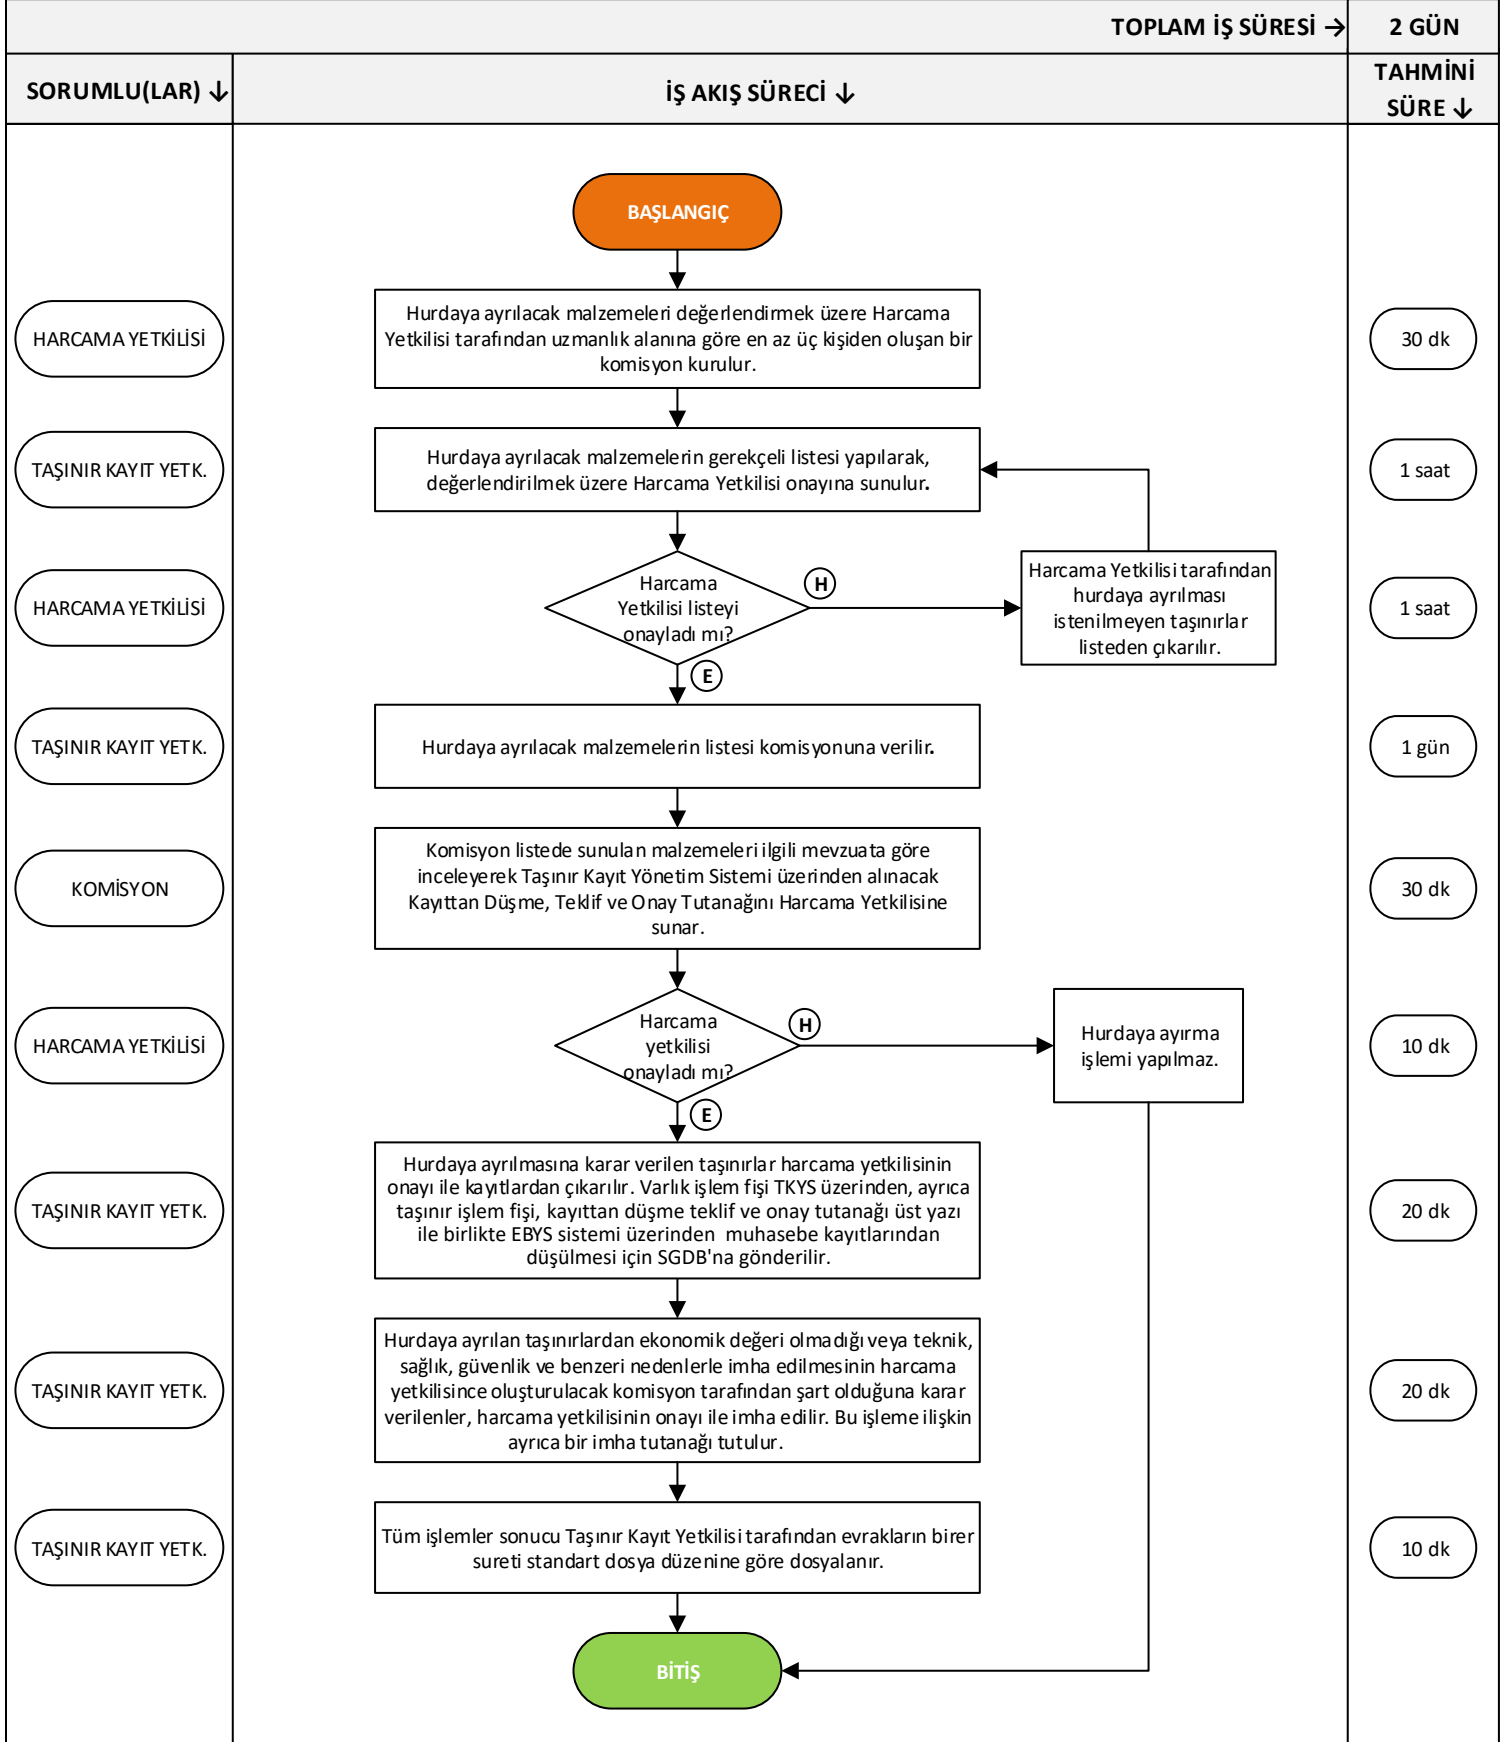 TOPLAM İŞ SÜRESİ →
2 GÜN
SORUMLU(LAR) ↓
İŞ AKIŞ SÜRECİ ↓
TAHMİNİ
SÜRE ↓
BAŞLANGIÇ
HARCAMA YETKİLİSİ
Hurdaya ayrılacak malzemeleri değerlendirmek üzere Harcama
Yetkilisi tarafından uzmanlık alanına göre en az üç kişiden oluşan bir
komisyon kurulur.
30 dk
TAŞINIR KAYIT YETK.
Hurdaya ayrılacak malzemelerin gerekçeli listesi yapılarak,
değerlendirilmek üzere Harcama Yetkilisi onayına sunulur.
1 saat
HARCAMA YETKİLİSİ
Harcama
Yetkilisi listeyi
onayladı mı?
H
Harcama Yetkilisi tarafından
hurdaya ayrılması
istenilmeyen taşınırlar
listeden çıkarılır.
1 saat
E
TAŞINIR KAYIT YETK.
Hurdaya ayrılacak malzemelerin listesi komisyonuna verilir.
1 gün
KOMİSYON
Komisyon listede sunulan malzemeleri ilgili mevzuata göre
inceleyerek Taşınır Kayıt Yönetim Sistemi üzerinden alınacak
Kayıttan Düşme, Teklif ve Onay Tutanağını Harcama Yetkilisine
sunar.
30 dk
HARCAMA YETKİLİSİ
Harcama
yetkilisi
onayladı mı?
H
Hurdaya ayırma
işlemi yapılmaz.
10 dk
E
TAŞINIR KAYIT YETK.
Hurdaya ayrılmasına karar verilen taşınırlar harcama yetkilisinin
onayı ile kayıtlardan çıkarılır. Varlık işlem fişi TKYS üzerinden, ayrıca
taşınır işlem fişi, kayıttan düşme teklif ve onay tutanağı üst yazı
ile birlikte EBYS sistemi üzerinden muhasebe kayıtlarından
düşülmesi için SGDB'na gönderilir.
20 dk
TAŞINIR KAYIT YETK.
Hurdaya ayrılan taşınırlardan ekonomik değeri olmadığı veya teknik,
sağlık, güvenlik ve benzeri nedenlerle imha edilmesinin harcama
yetkilisince oluşturulacak komisyon tarafından şart olduğuna karar
verilenler, harcama yetkilisinin onayı ile imha edilir. Bu işleme ilişkin
ayrıca bir imha tutanağı tutulur.
20 dk
TAŞINIR KAYIT YETK.
Tüm işlemler sonucu Taşınır Kayıt Yetkilisi tarafından evrakların birer
sureti standart dosya düzenine göre dosyalanır.
10 dk
BİTİŞ